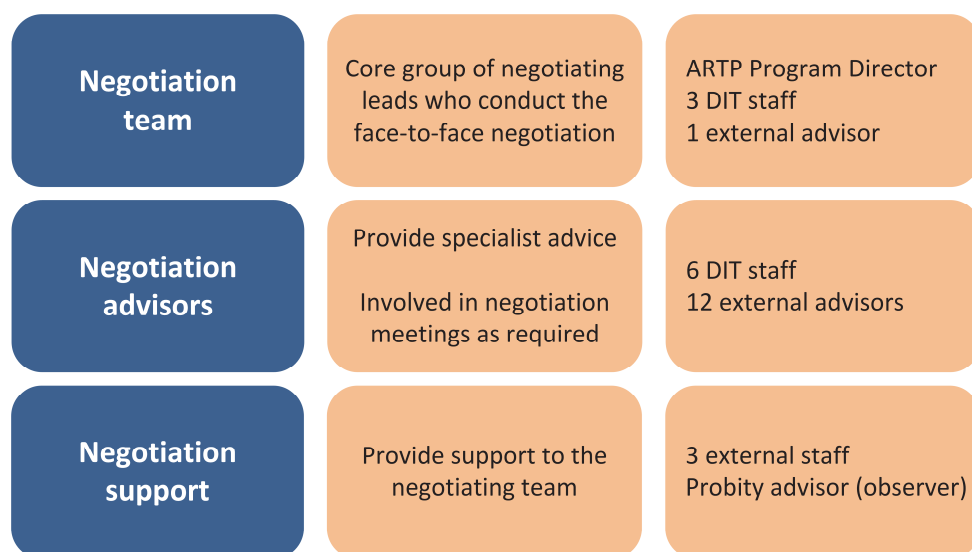 Negotiation
team
Core group of negotiating
leads who conduct the
face-to-face negotiation
ARTP Program Director
3 DIT staff
1 external advisor
Negotiation
advisors
Provide specialist advice
Involved in negotiation
meetings as required
6 DIT staff
12 external advisors
Negotiation
support
Provide support to the
negotiating team
3 external staff
Probity advisor (observer)